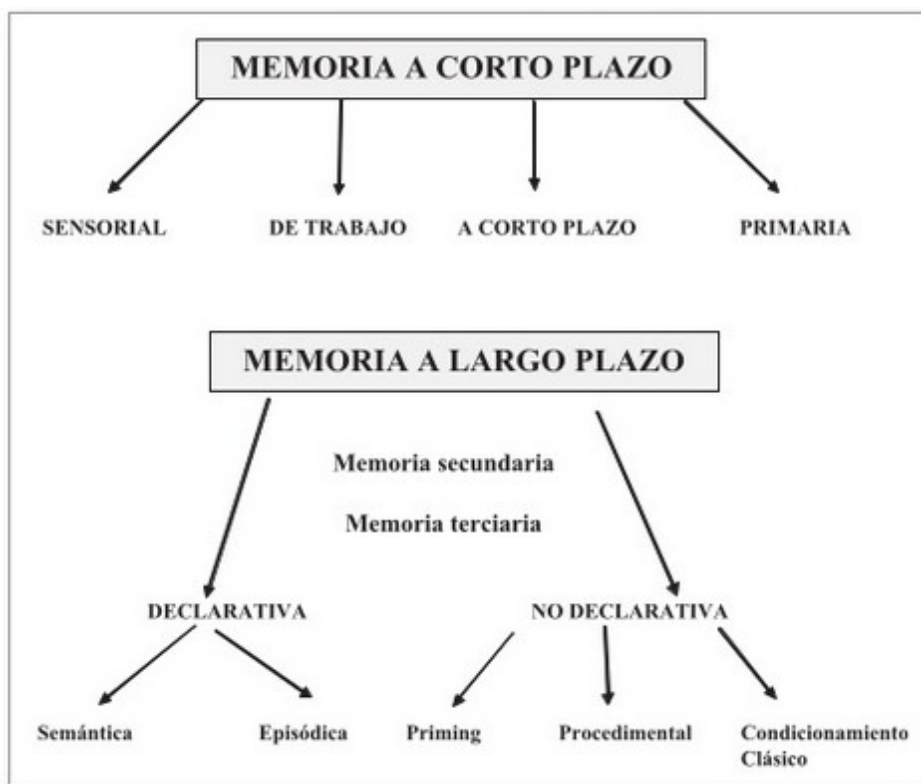 MEMORIA A CORTO PLAZO
SENSORIAL DE TRABAJO A CORTO PLAZO PRIMARIA
MEMORIA A LARGO PLAZO
Memoria secundaria
Memoria terciaria
DECLARATIVA NO DECLARATIVA
Semántica Episódica Priming Procedimental Condicionamiento
Clásico